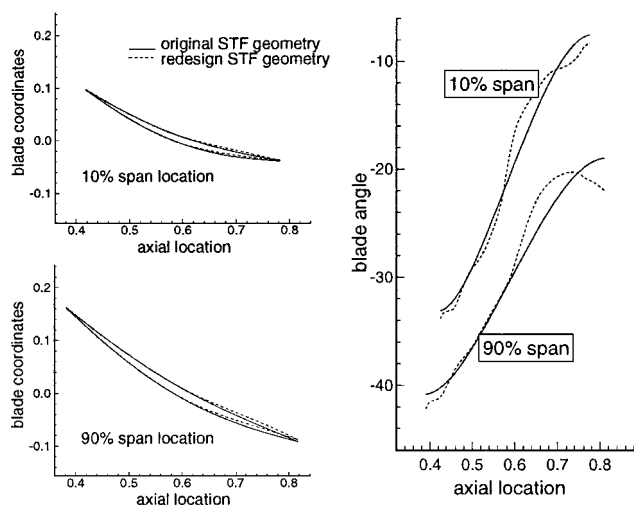 0.2
0.1
0.0
-0.1
blade coordinates
original STF geometry
redesign STF geometry
10% span location
0.4 0.5 0.6 0.7 0.8
axial location
0.2
0.1
0.0
-0.1
blade coordinates
90% span location
0.4 0.5 0.6 0.7 0.8
axial location
-10
-20
-30
-40
blade angle
10% span
90% span
0.4 0.5 0.6 0.7 0.8
axial location